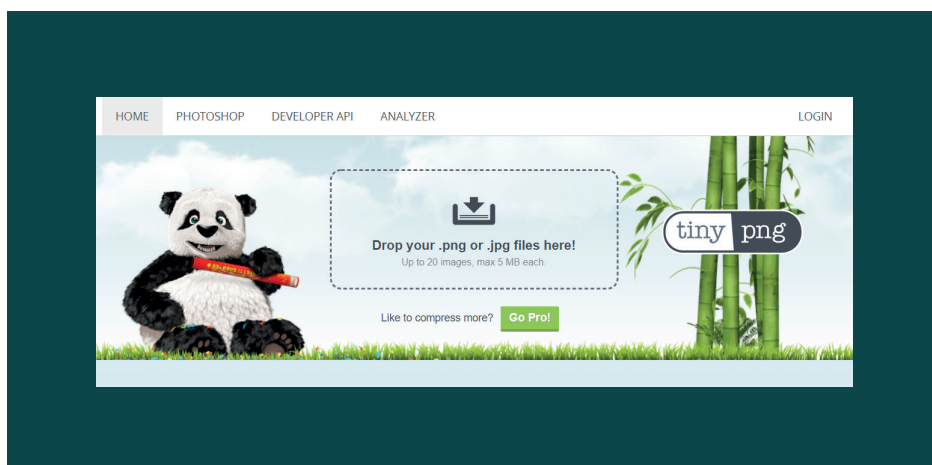 HOME PHOTOSHOP DEVELOPER API ANALYZER LOGIN
Drop your .png or .jpg files here!
Up to 20 images, max 5 MB each.
tiny png
Like to compress more? Go Pro!